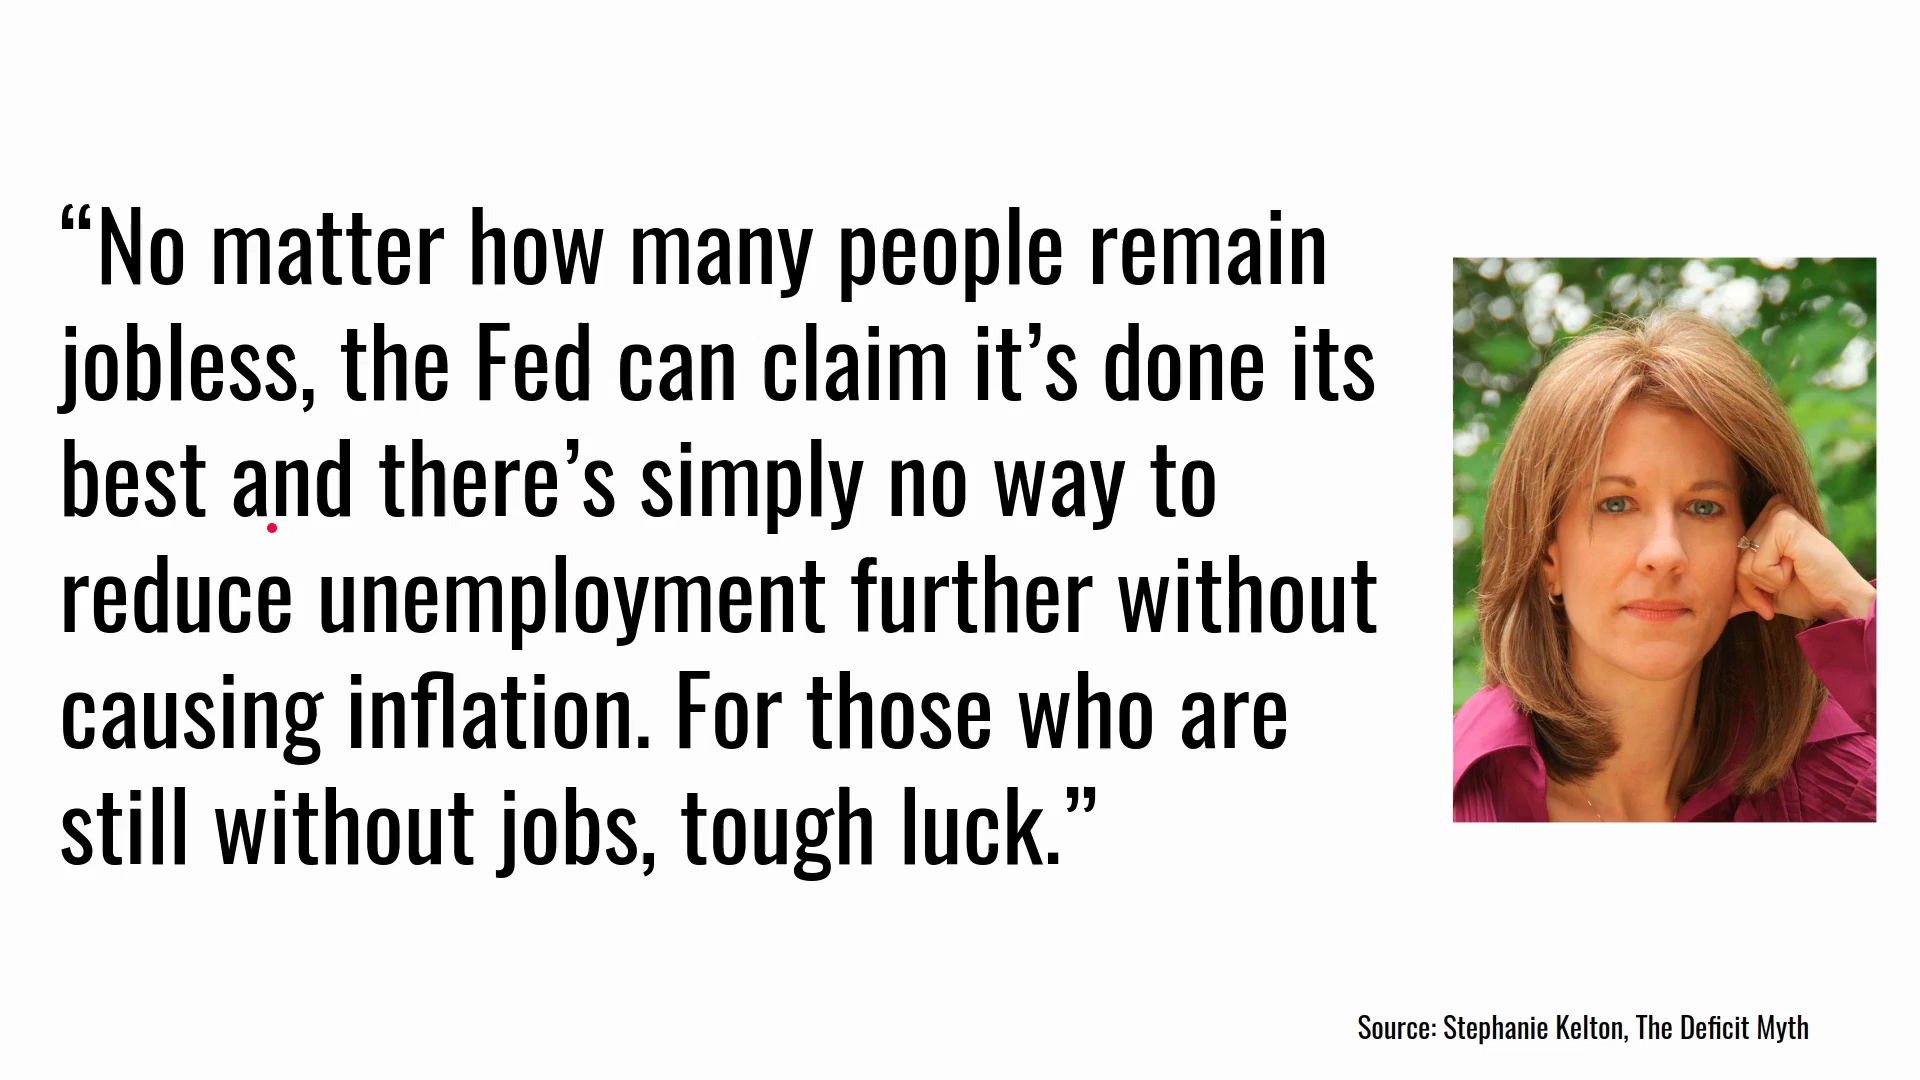 “No matter how many people remain
jobless, the Fed can claim it’s done its
best and there’s simply no way to
reduce unemployment further without
causing inflation. For those who are
still without jobs, tough luck.”
Source: Stephanie Kelton, The Deficit Myth